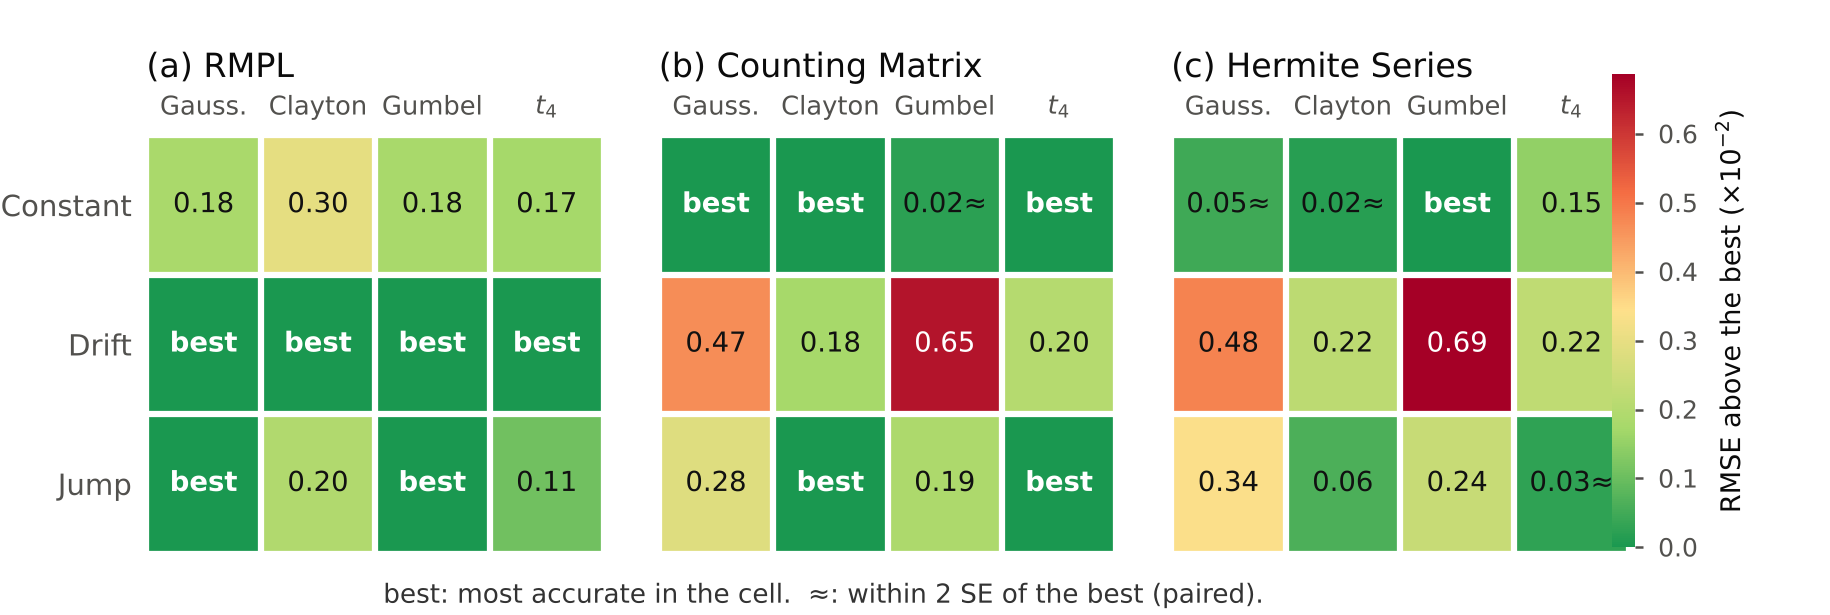 (a) RMPL (b) Counting Matrix (c) Hermite Series
Gauss. Clayton Gumbel t₄ Gauss. Clayton Gumbel t₄ Gauss. Clayton Gumbel t₄
Constant 0.18 0.30 0.18 0.17 best best 0.02≈ best 0.05≈ 0.02≈ best 0.15
Drift best best best best 0.47 0.18 0.65 0.20 0.48 0.22 0.69 0.22
Jump best 0.20 best 0.11 0.28 best 0.19 best 0.34 0.06 0.24 0.03≈
0.6
0.5
0.4
0.3
0.2
0.1
0.0
RMSE above the best (×10⁻²)
best: most accurate in the cell. ≈: within 2 SE of the best (paired).